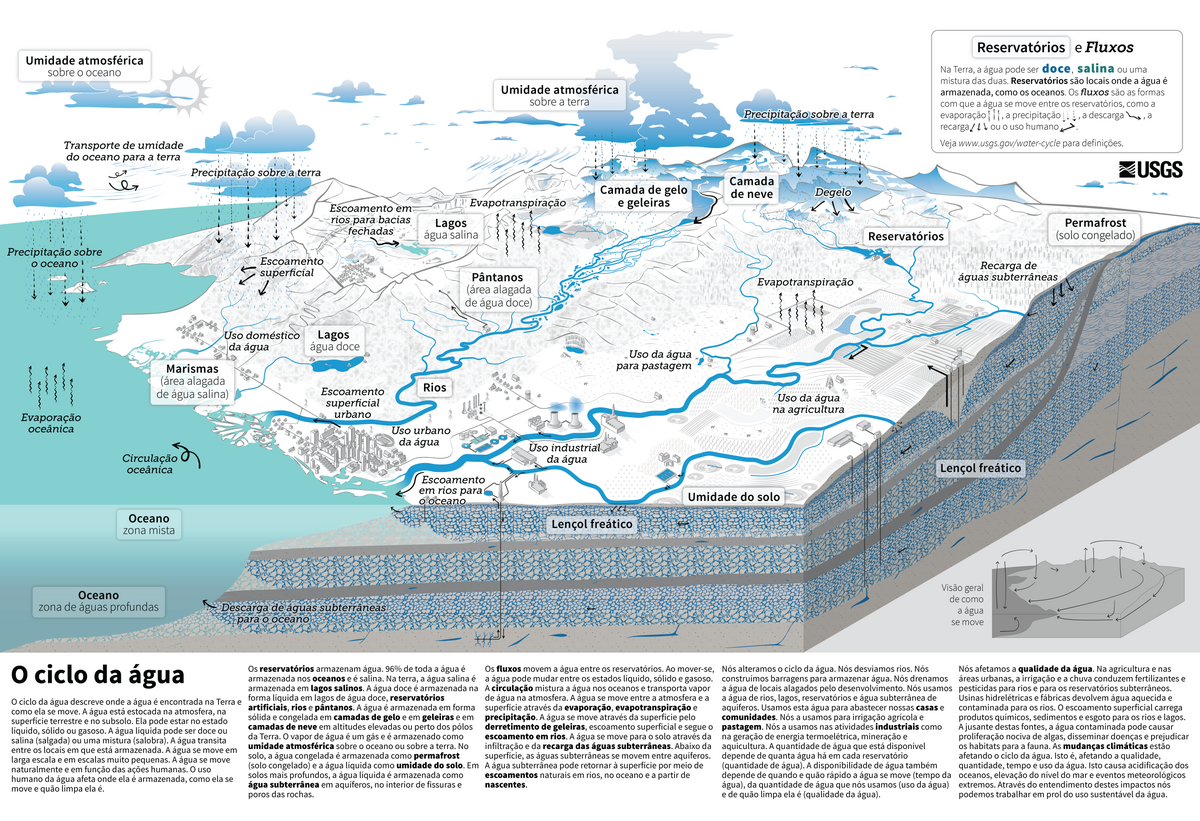 Umidade atmosférica
sobre o oceano
Umidade atmosférica
sobre a terra
Reservatórios e Fluxos
Na Terra, a água pode ser doce, salina ou uma
mistura das duas. Reservatórios são locais onde a água é
armazenada, como os oceanos. Os fluxos são as formas
com que a água se move entre os reservatórios, como a
evaporação, a precipitação, a descarga, a
recarga ou o uso humano.
Veja www.usgs.gov/water-cycle para definições.
USGS
Precipitação sobre a terra
Transporte de umidade
do oceano para a terra
Precipitação sobre a terra
Camada de gelo
e geleiras
Camada
de neve
Degelo
Escoamento em
rios para bacias
fechadas
Lagos
água salina
Evapotranspiração
Reservatórios
Permafrost
(solo congelado)
Precipitação sobre
o oceano
Escoamento
superficial
Pântanos
(área alagada
de água doce)
Evapotranspiração
Recarga de
águas subterrâneas
Uso doméstico
da água
Lagos
água doce
Marismas
(área alagada
de água salina)
Uso da água
para pastagem
Rios
Escoamento
superficial
urbano
Uso da água
na agricultura
Evaporação
oceânica
Uso urbano
da água
Uso industrial
da água
Circulação
oceânica
Escoamento
em rios para
o oceano
Lençol freático
Umidade do solo
Oceano
zona mista
Lençol freático
Visão geral
de como
a água
se move
Oceano
zona de águas profundas
Descarga de águas subterrâneas
para o oceano
O ciclo da água
O ciclo da água descreve onde a água é encontrada na Terra e
como ela se move. A água está estocada na atmosfera, na
superfície terrestre e no subsolo. Ela pode estar no estado
líquido, sólido ou gasoso. A água líquida pode ser doce ou
salina (salgada) ou uma mistura (salobra). A água transita
entre os locais em que está armazenada. A água se move em
larga escala e em escalas muito pequenas. A água se move
naturalmente e em função das ações humanas. O uso
humano da água afeta onde ela é armazenada, como ela se
move e quão limpa ela é.
Os reservatórios armazenam água. 96% de toda a água é
armazenada nos oceanos e é salina. Na terra, a água salina é
armazenada em lagos salinos. A água doce é armazenada na
forma líquida em lagos de água doce, reservatórios
artificiais, rios e pântanos. A água é armazenada em forma
sólida e congelada em camadas de gelo e em geleiras e em
camadas de neve em altitudes elevadas ou perto dos pólos
da Terra. O vapor de água é um gás e é armazenado como
umidade atmosférica sobre o oceano ou sobre a terra. No
solo, a água congelada é armazenada como permafrost
(solo congelado) e a água líquida como umidade do solo. Em
solos mais profundos, a água líquida é armazenada como
água subterrânea em aquíferos, no interior de fissuras e
poros das rochas.
Os fluxos movem a água entre os reservatórios. Ao mover-se,
a água pode mudar entre os estados líquido, sólido e gasoso.
A circulação mistura a água nos oceanos e transporta vapor
de água na atmosfera. A água se move entre a atmosfera e a
superfície através da evaporação, evapotranspiração e
precipitação. A água se move através da superfície pelo
derretimento de geleiras, escoamento superficial e segue o
escoamento em rios. A água se move para o solo através da
infiltração e da recarga das águas subterrâneas. Abaixo da
superfície, as águas subterrâneas se movem entre aquíferos.
A água subterrânea pode retornar à superfície por meio de
escoamentos naturais em rios, no oceano e a partir de
nascentes.
Nós alteramos o ciclo da água. Nós desviamos rios. Nós
construímos barragens para armazenar água. Nós drenamos
a água de locais alagados pelo desenvolvimento. Nós usamos
a água de rios, lagos, reservatórios e água subterrânea de
aquíferos. Usamos esta água para abastecer nossas casas e
comunidades. Nós a usamos para irrigação agrícola e
pastagem. Nós a usamos nas atividades industriais como
na geração de energia termoelétrica, mineração e
aquicultura. A quantidade de água que está disponível
depende de quanta água há em cada reservatório
(quantidade de água). A disponibilidade de água também
depende de quando e quão rápido a água se move (tempo da
água), da quantidade de água que nós usamos (uso da água)
e de quão limpa ela é (qualidade da água).
Nós afetamos a qualidade da água. Na agricultura e nas
áreas urbanas, a irrigação e a chuva conduzem fertilizantes e
pesticidas para rios e para os reservatórios subterrâneos.
Usinas hidrelétricas e fábricas devolvem água aquecida e
contaminada para os rios. O escoamento superficial carrega
produtos químicos, sedimentos e esgoto para os rios e lagos.
A jusante destas fontes, a água contaminada pode causar
proliferação nociva de algas, disseminar doenças e prejudicar
os habitats para a fauna. As mudanças climáticas estão
afetando o ciclo da água. Isto é, afetando a qualidade,
quantidade, tempo e uso da água. Isto causa acidificação dos
oceanos, elevação do nível do mar e eventos meteorológicos
extremos. Através do entendimento destes impactos nós
podemos trabalhar em prol do uso sustentável da água.